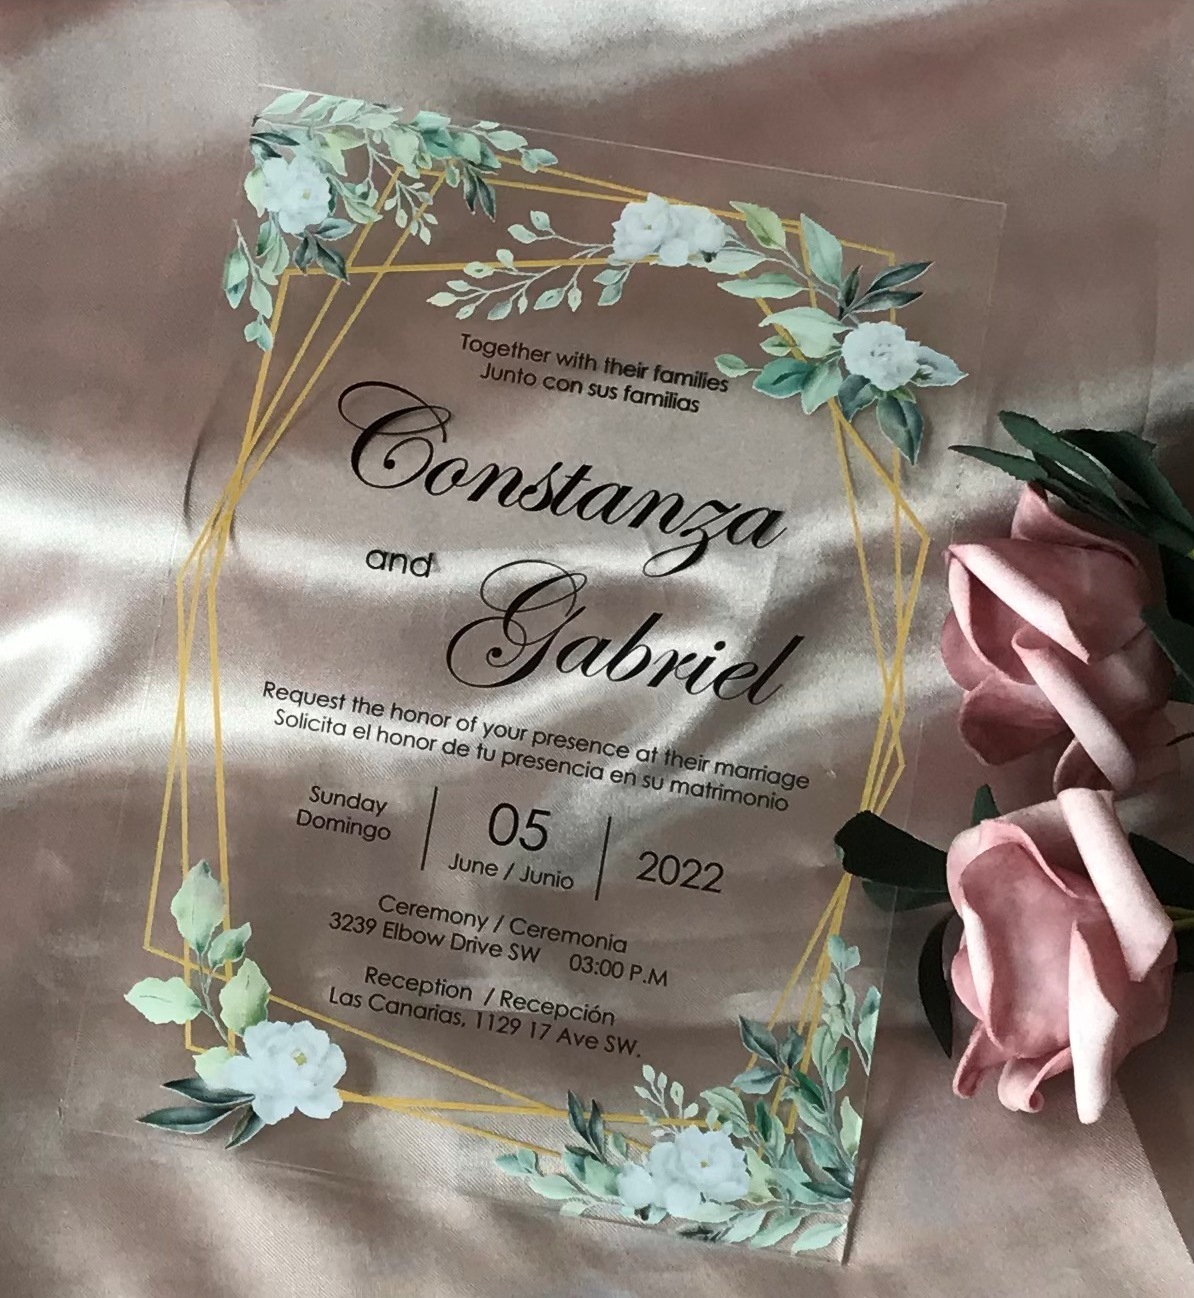 Together with their families
Junto con sus familias
Constanza
and
Gabriel
Request the honor of your presence at their marriage
Solicita el honor de tu presencia en su matrimonio
Sunday
Domingo
05
June / Junio
2022
Ceremony / Ceremonia
3239 Elbow Drive SW 03:00 P.M
Reception / Recepción
Las Canarias, 1129 17 Ave SW.